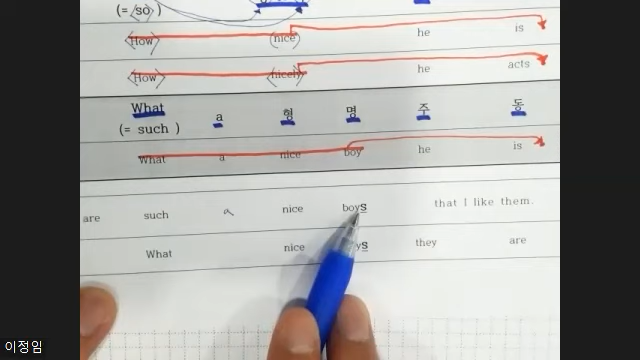 (= so )
How nice he is
How nicely he acts
What a 형 명 주 동
(= such )
What a nice boy he is
are such a nice boys that I like them.
What nice ys they are
이정임